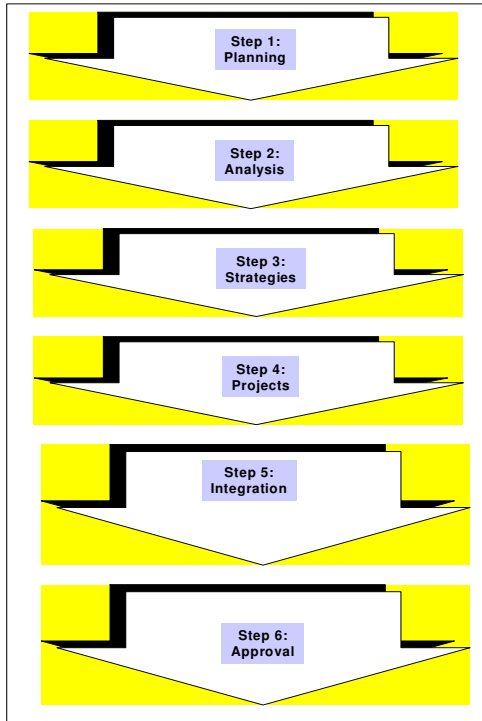 Step 1:
Planning
Step 2:
Analysis
Step 3:
Strategies
Step 4:
Projects
Step 5:
Integration
Step 6:
Approval